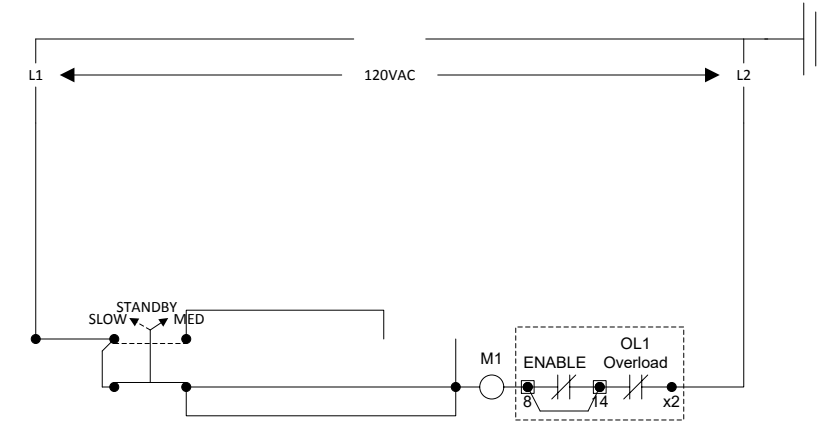 L1
120VAC
L2
STANDBY
SLOW
MED
M1
ENABLE
OL1
Overload
8
14
x2